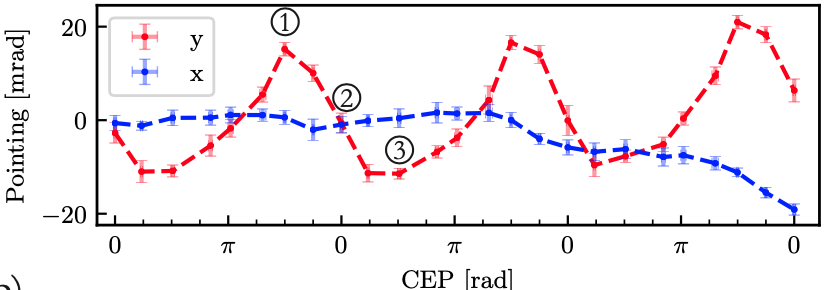 ①
20
y
x
②
0
③
−20
Pointing [mrad]
0 π 0 π 0 π 0
CEP [rad]